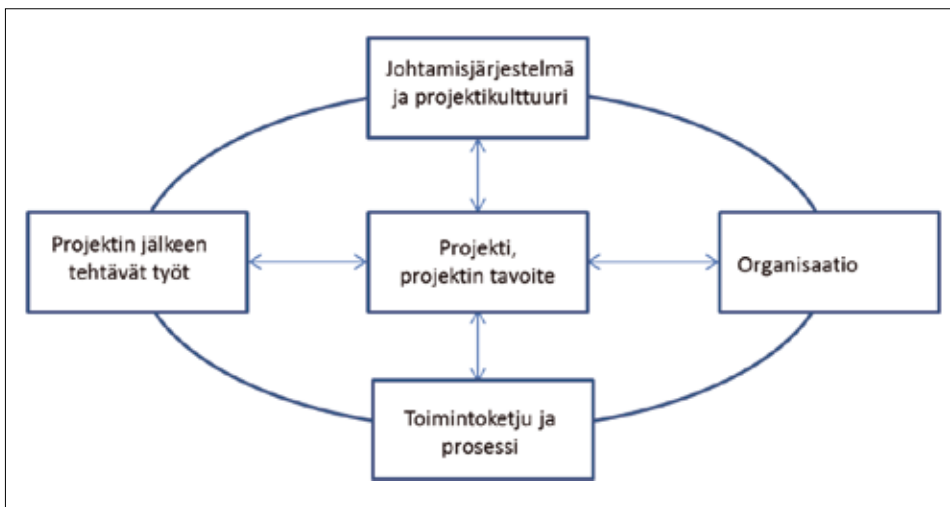 Johtamisjärjestelmä
ja projektikulttuuri
Projektin jälkeen
tehtävät työt
Projekti,
projektin tavoite
Organisaatio
Toimintoketju ja
prosessi